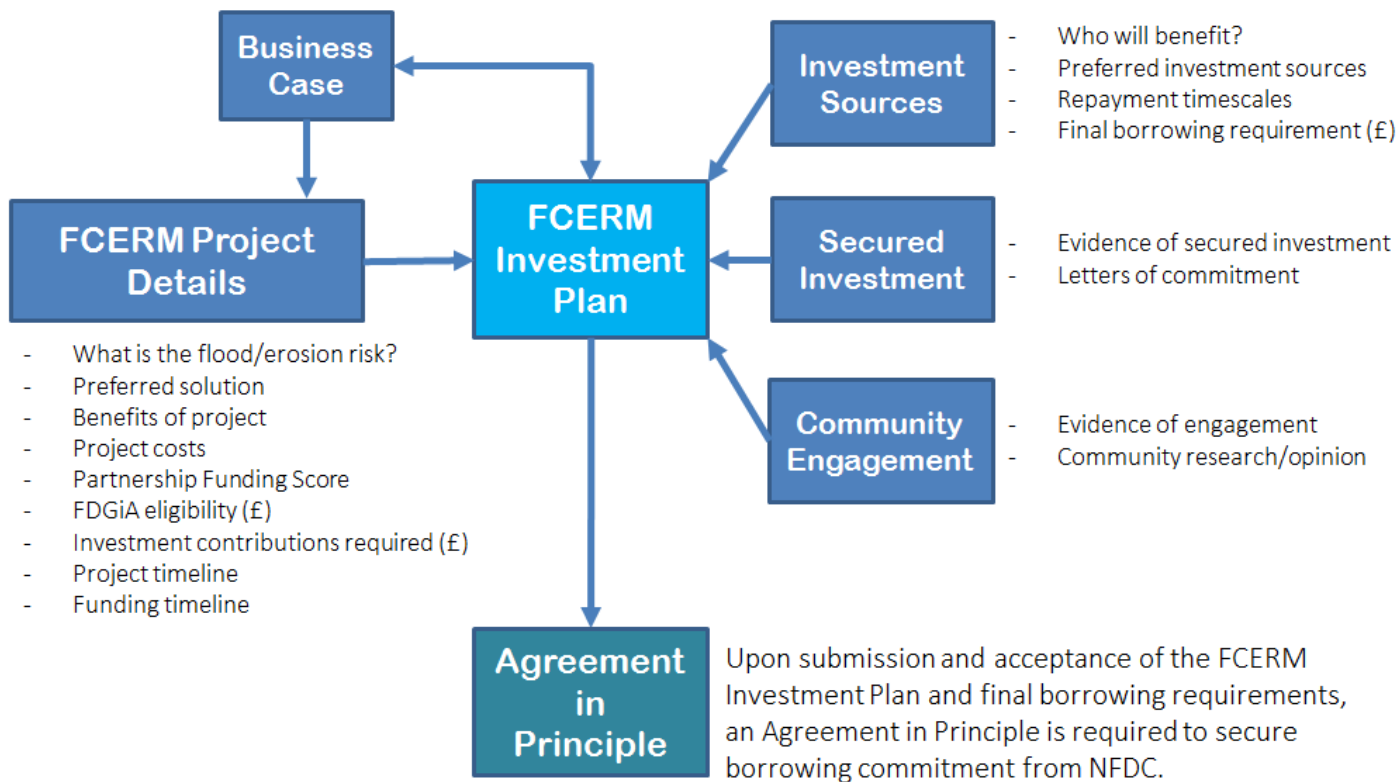 Business
Case
FCERM Project
Details
- What is the flood/erosion risk?
- Preferred solution
- Benefits of project
- Project costs
- Partnership Funding Score
- FDGiA eligibility (£)
- Investment contributions required (£)
- Project timeline
- Funding timeline
FCERM
Investment
Plan
Investment
Sources
- Who will benefit?
- Preferred investment sources
- Repayment timescales
- Final borrowing requirement (£)
Secured
Investment
- Evidence of secured investment
- Letters of commitment
Community
Engagement
- Evidence of engagement
- Community research/opinion
Agreement
in
Principle
Upon submission and acceptance of the FCERM
Investment Plan and final borrowing requirements,
an Agreement in Principle is required to secure
borrowing commitment from NFDC.